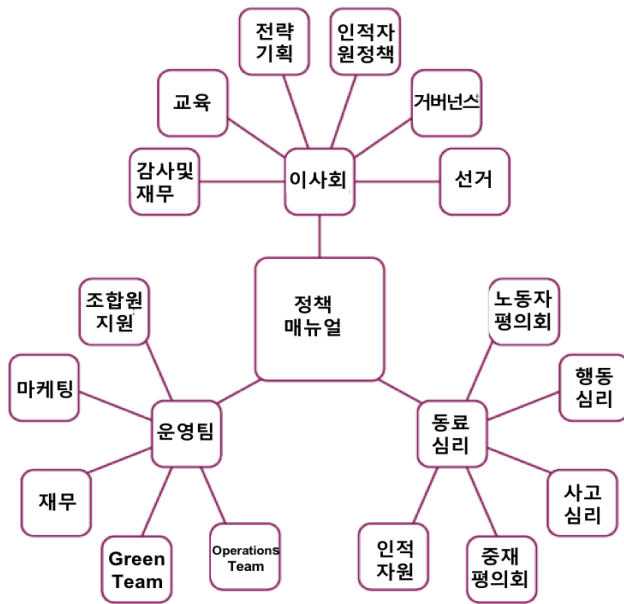 전략
기획
인적자
원정책
교육
거버넌스
감사및
재무
이사회
선거
정책
매뉴얼
조합원
지원
노동자
평의회
마케팅
행동
심리
운영팀
동료
심리
재무
사고
심리
Green
Team
Operations
Team
인적
자원
중재
평의회